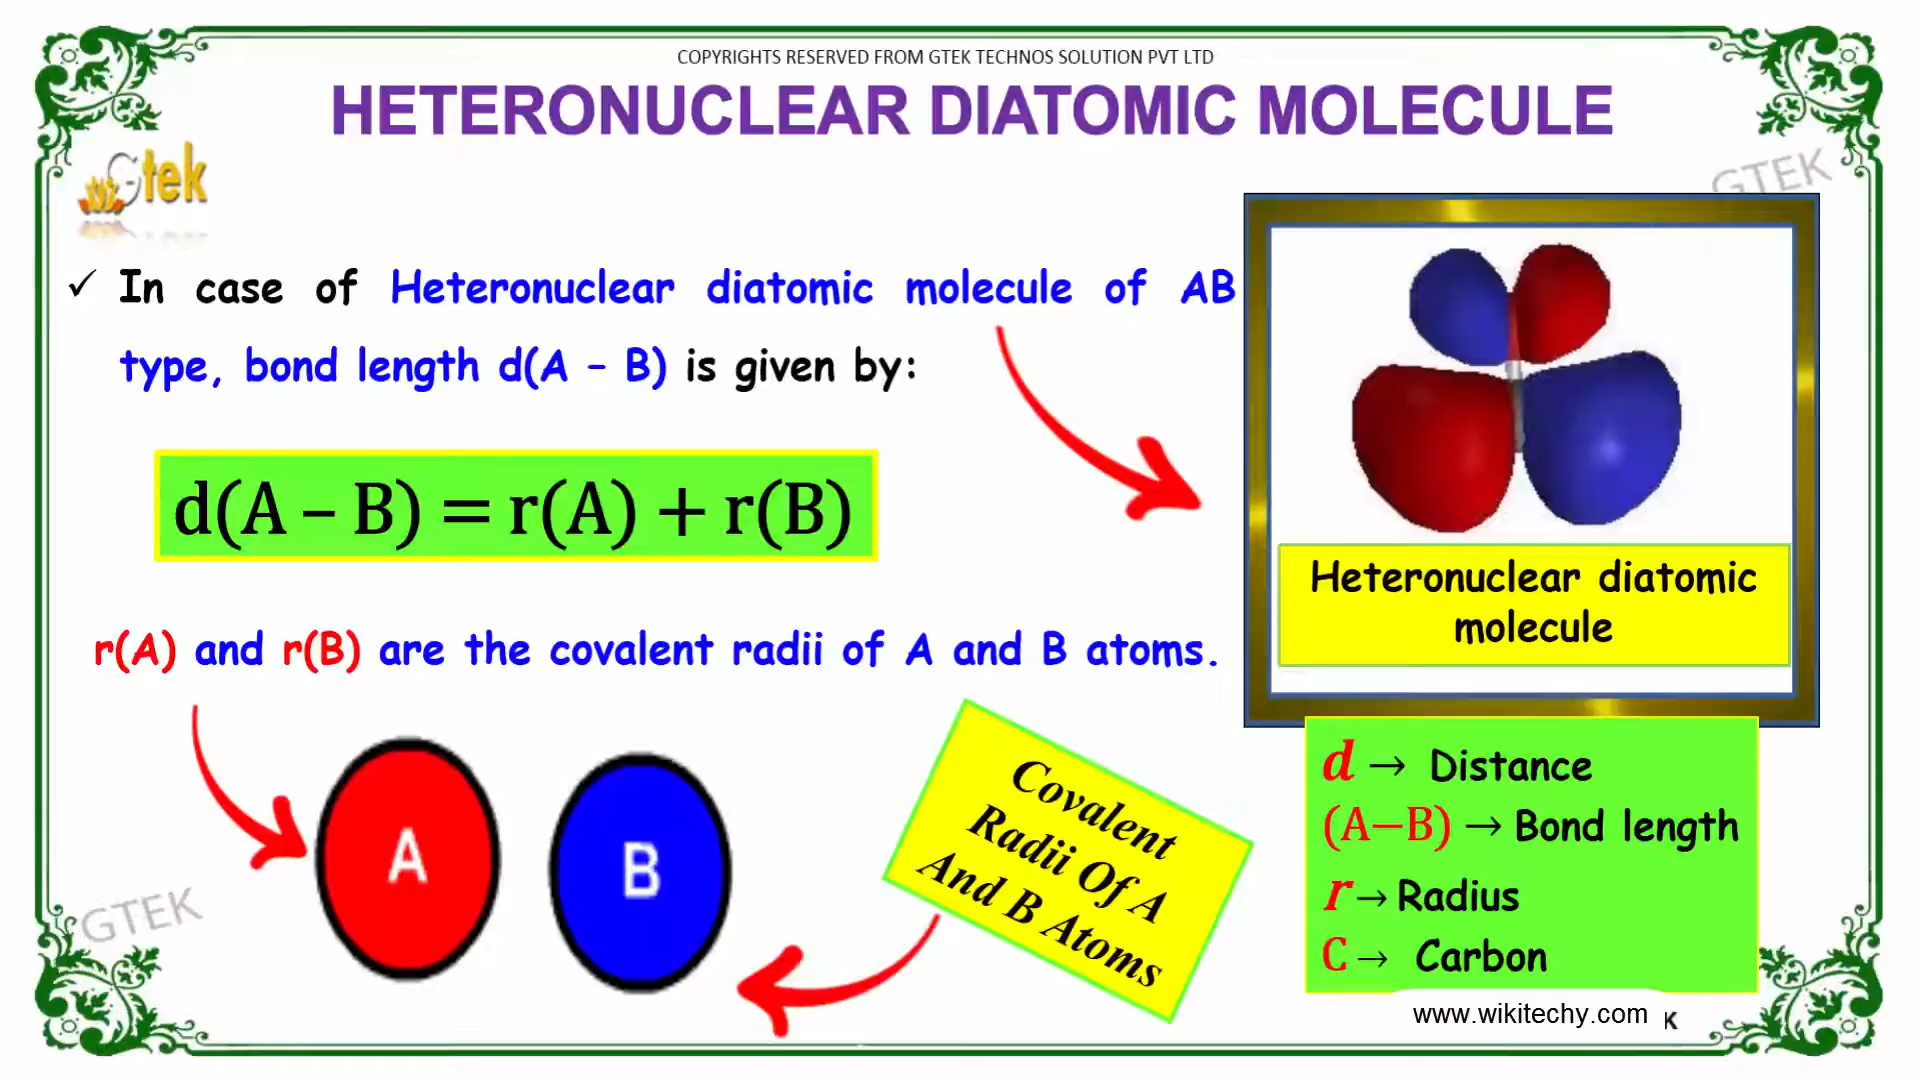 COPYRIGHTS RESERVED FROM GTEK TECHNOS SOLUTION PVT LTD
HETERONUCLEAR DIATOMIC MOLECULE
Gtek
GTEK
✓ In case of Heteronuclear diatomic molecule of AB
type, bond length d(A – B) is given by:
d(A – B) = r(A) + r(B)
Heteronuclear diatomic
molecule
r(A) and r(B) are the covalent radii of A and B atoms.
A
B
Covalent
Radii Of A
And B Atoms
d → Distance
(A−B) → Bond length
r → Radius
C → Carbon
GTEK
www.wikitechy.com
K